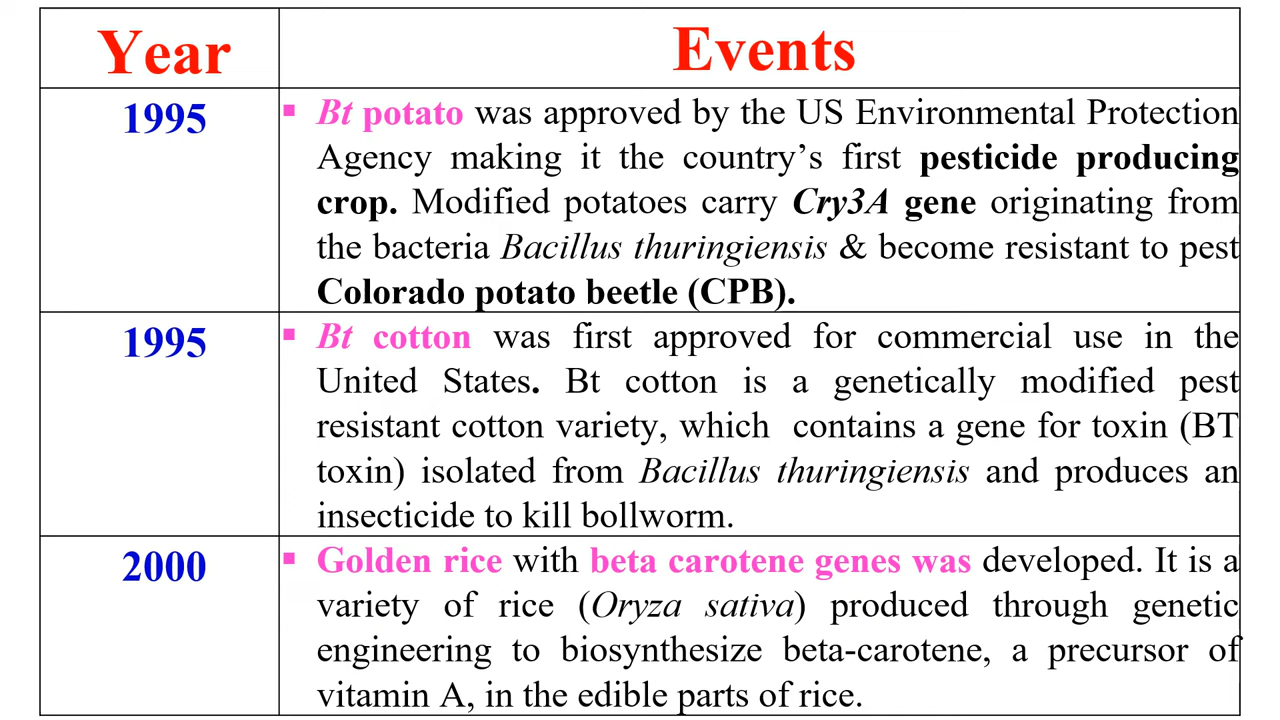 Year Events
1995 ▪ Bt potato was approved by the US Environmental Protection
Agency making it the country’s first pesticide producing
crop. Modified potatoes carry Cry3A gene originating from
the bacteria Bacillus thuringiensis & become resistant to pest
Colorado potato beetle (CPB).
1995 ▪ Bt cotton was first approved for commercial use in the
United States. Bt cotton is a genetically modified pest
resistant cotton variety, which contains a gene for toxin (BT
toxin) isolated from Bacillus thuringiensis and produces an
insecticide to kill bollworm.
2000 ▪ Golden rice with beta carotene genes was developed. It is a
variety of rice (Oryza sativa) produced through genetic
engineering to biosynthesize beta-carotene, a precursor of
vitamin A, in the edible parts of rice.